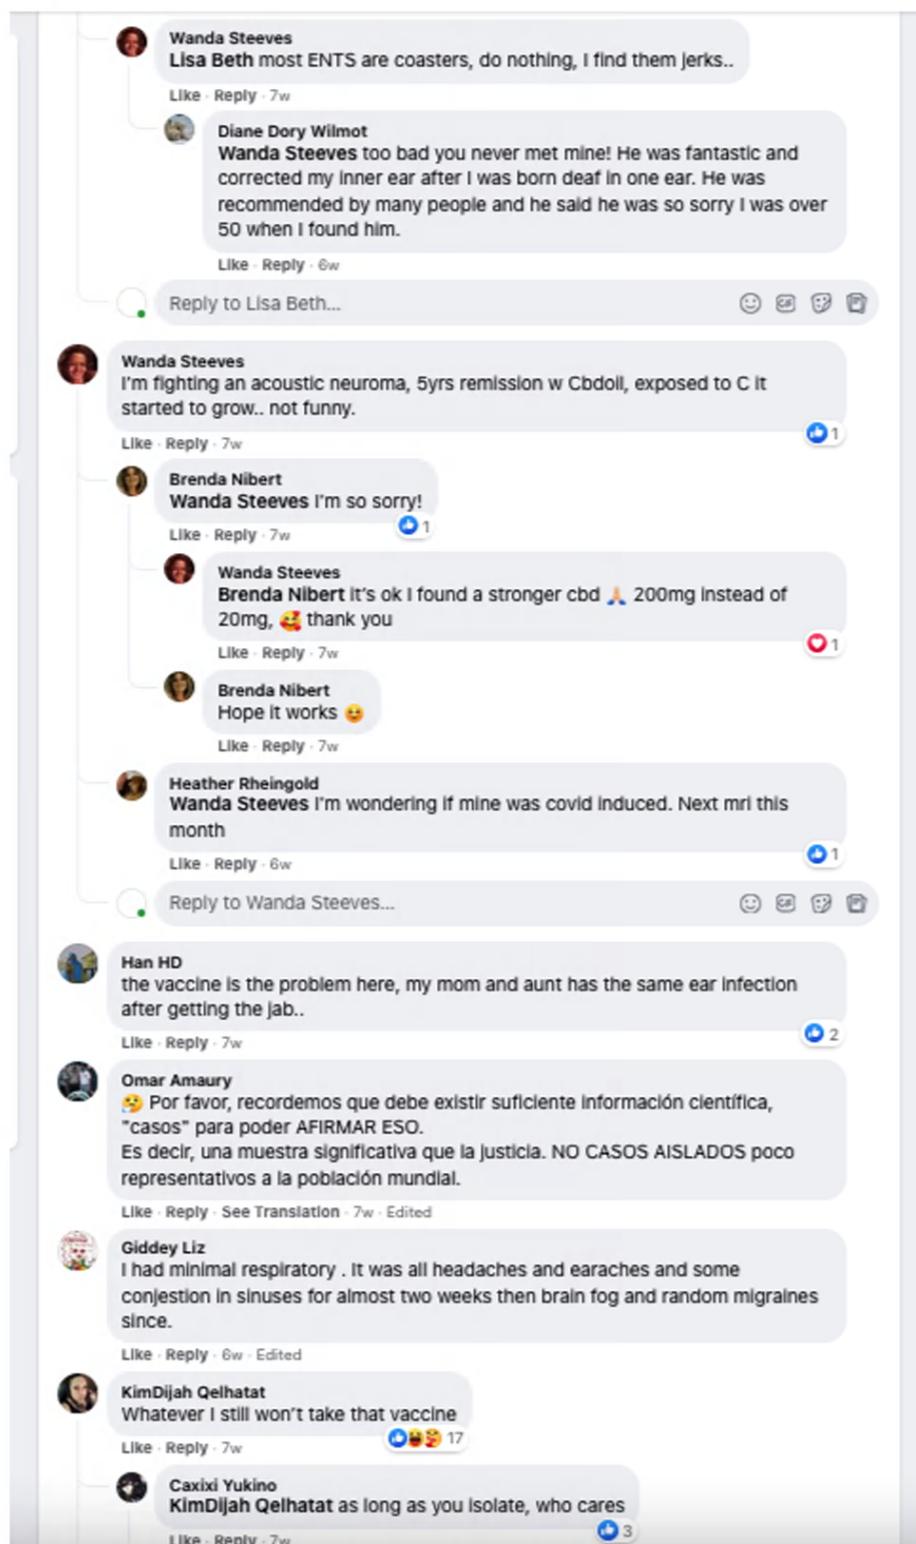 Wanda Steeves
Lisa Beth most ENTS are coasters, do nothing, I find them jerks..
Like · Reply · 7w
Diane Dory Wilmot
Wanda Steeves too bad you never met mine! He was fantastic and
corrected my inner ear after I was born deaf in one ear. He was
recommended by many people and he said he was so sorry I was over
50 when I found him.
Like · Reply · 6w
Reply to Lisa Beth...
GIF
Wanda Steeves
I'm fighting an acoustic neuroma, 5yrs remission w Cbdoil, exposed to C it
started to grow.. not funny.
1
Like · Reply · 7w
Brenda Nibert
Wanda Steeves I'm so sorry!
1
Like · Reply · 7w
Wanda Steeves
Brenda Nibert it's ok I found a stronger cbd 🙏 200mg instead of
20mg, 🥰 thank you
1
Like · Reply · 7w
Brenda Nibert
Hope it works 😊
Like · Reply · 7w
Heather Rheingold
Wanda Steeves I'm wondering if mine was covid induced. Next mri this
month
1
Like · Reply · 6w
Reply to Wanda Steeves...
GIF
Han HD
the vaccine is the problem here, my mom and aunt has the same ear infection
after getting the jab..
2
Like · Reply · 7w
Omar Amaury
🤔 Por favor, recordemos que debe existir suficiente información científica,
"casos" para poder AFIRMAR ESO.
Es decir, una muestra significativa que la justicia. NO CASOS AISLADOS poco
representativos a la población mundial.
Like · Reply · See Translation · 7w · Edited
Giddey Liz
I had minimal respiratory . It was all headaches and earaches and some
conjestion in sinuses for almost two weeks then brain fog and random migraines
since.
Like · Reply · 6w · Edited
KimDijah Qelhatat
Whatever I still won't take that vaccine
17
Like · Reply · 7w
Caxixi Yukino
KimDijah Qelhatat as long as you isolate, who cares
3
Like · Reply · 7w